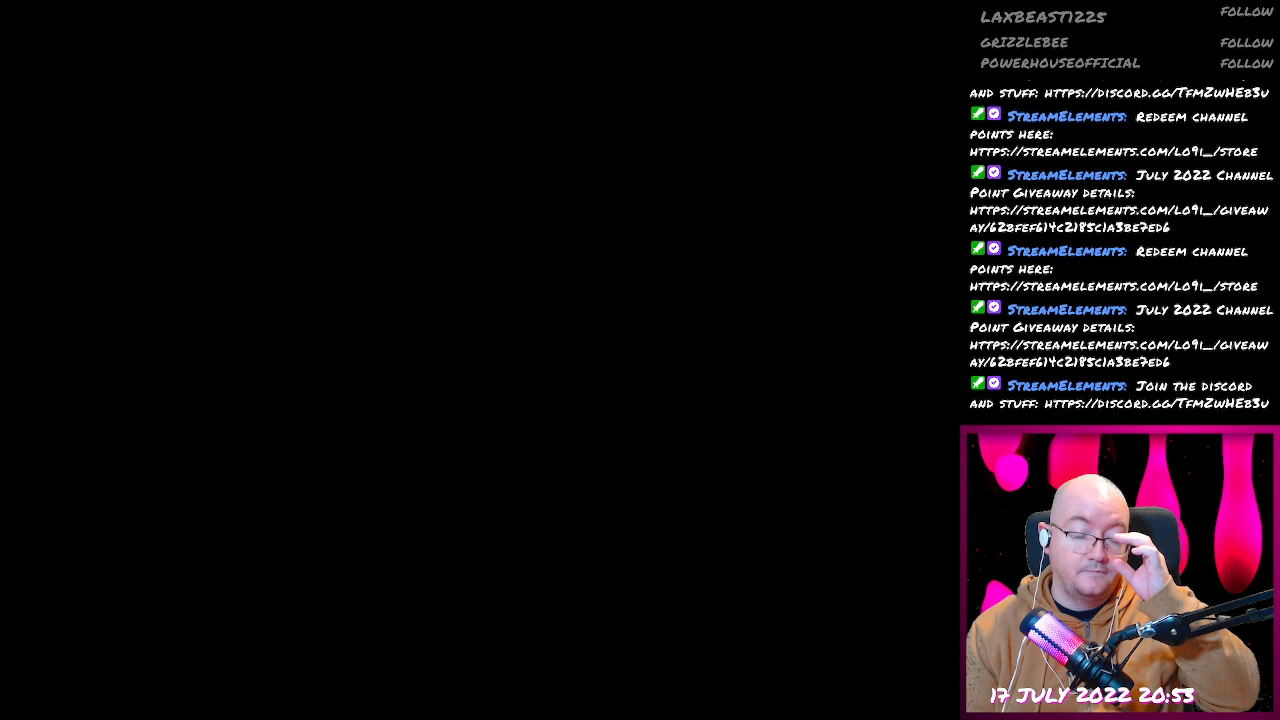 LAXBEAST1225 FOLLOW
GRIZZLEBEE FOLLOW
POWERHOUSEOFFICIAL FOLLOW
AND STUFF: HTTPS://DISCORD.GG/TFMZWHEB3U
STREAMELEMENTS: REDEEM CHANNEL
POINTS HERE:
HTTPS://STREAMELEMENTS.COM/LO9I_/STORE
STREAMELEMENTS: JULY 2022 CHANNEL
POINT GIVEAWAY DETAILS:
HTTPS://STREAMELEMENTS.COM/LO9I_/GIVEAW
AY/62BFEF614C2185C1A3BE7ED6
STREAMELEMENTS: REDEEM CHANNEL
POINTS HERE:
HTTPS://STREAMELEMENTS.COM/LO9I_/STORE
STREAMELEMENTS: JULY 2022 CHANNEL
POINT GIVEAWAY DETAILS:
HTTPS://STREAMELEMENTS.COM/LO9I_/GIVEAW
AY/62BFEF614C2185C1A3BE7ED6
STREAMELEMENTS: JOIN THE DISCORD
AND STUFF: HTTPS://DISCORD.GG/TFMZWHEB3U
17 JULY 2022 20:53